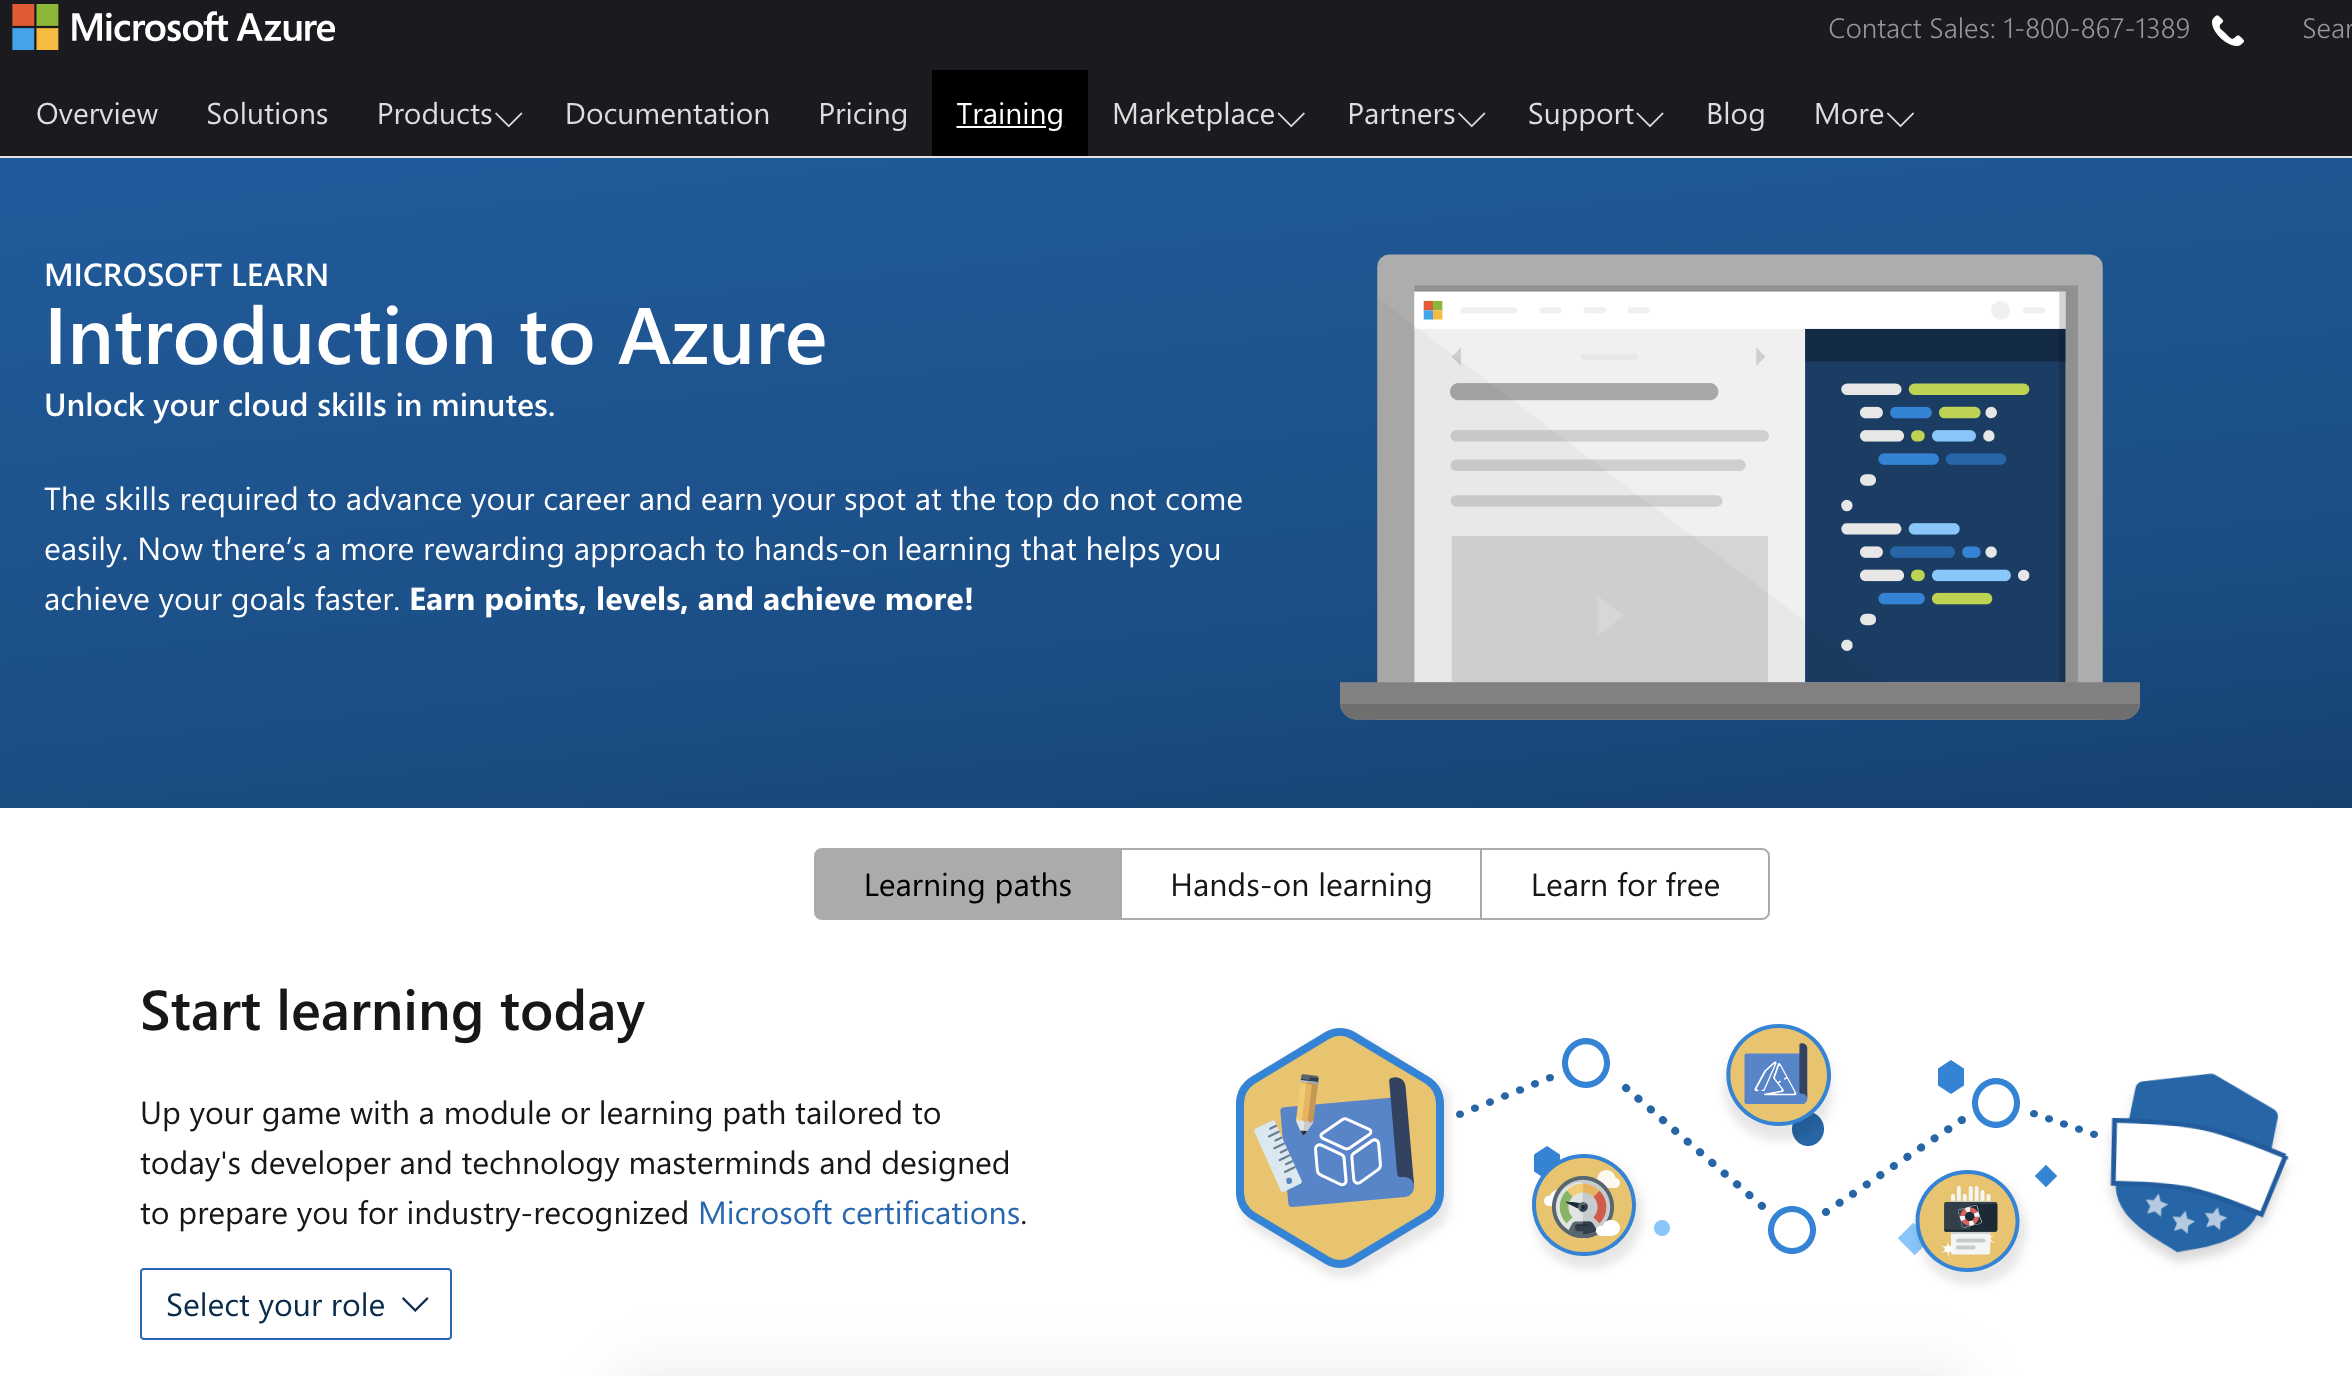 Microsoft Azure
Contact Sales: 1-800-867-1389
Overview Solutions Products Documentation Pricing Training Marketplace Partners Support Blog More
MICROSOFT LEARN
Introduction to Azure
Unlock your cloud skills in minutes.
The skills required to advance your career and earn your spot at the top do not come
easily. Now there’s a more rewarding approach to hands-on learning that helps you
achieve your goals faster. Earn points, levels, and achieve more!
Learning paths Hands-on learning Learn for free
Start learning today
Up your game with a module or learning path tailored to
today's developer and technology masterminds and designed
to prepare you for industry-recognized Microsoft certifications.
Select your role